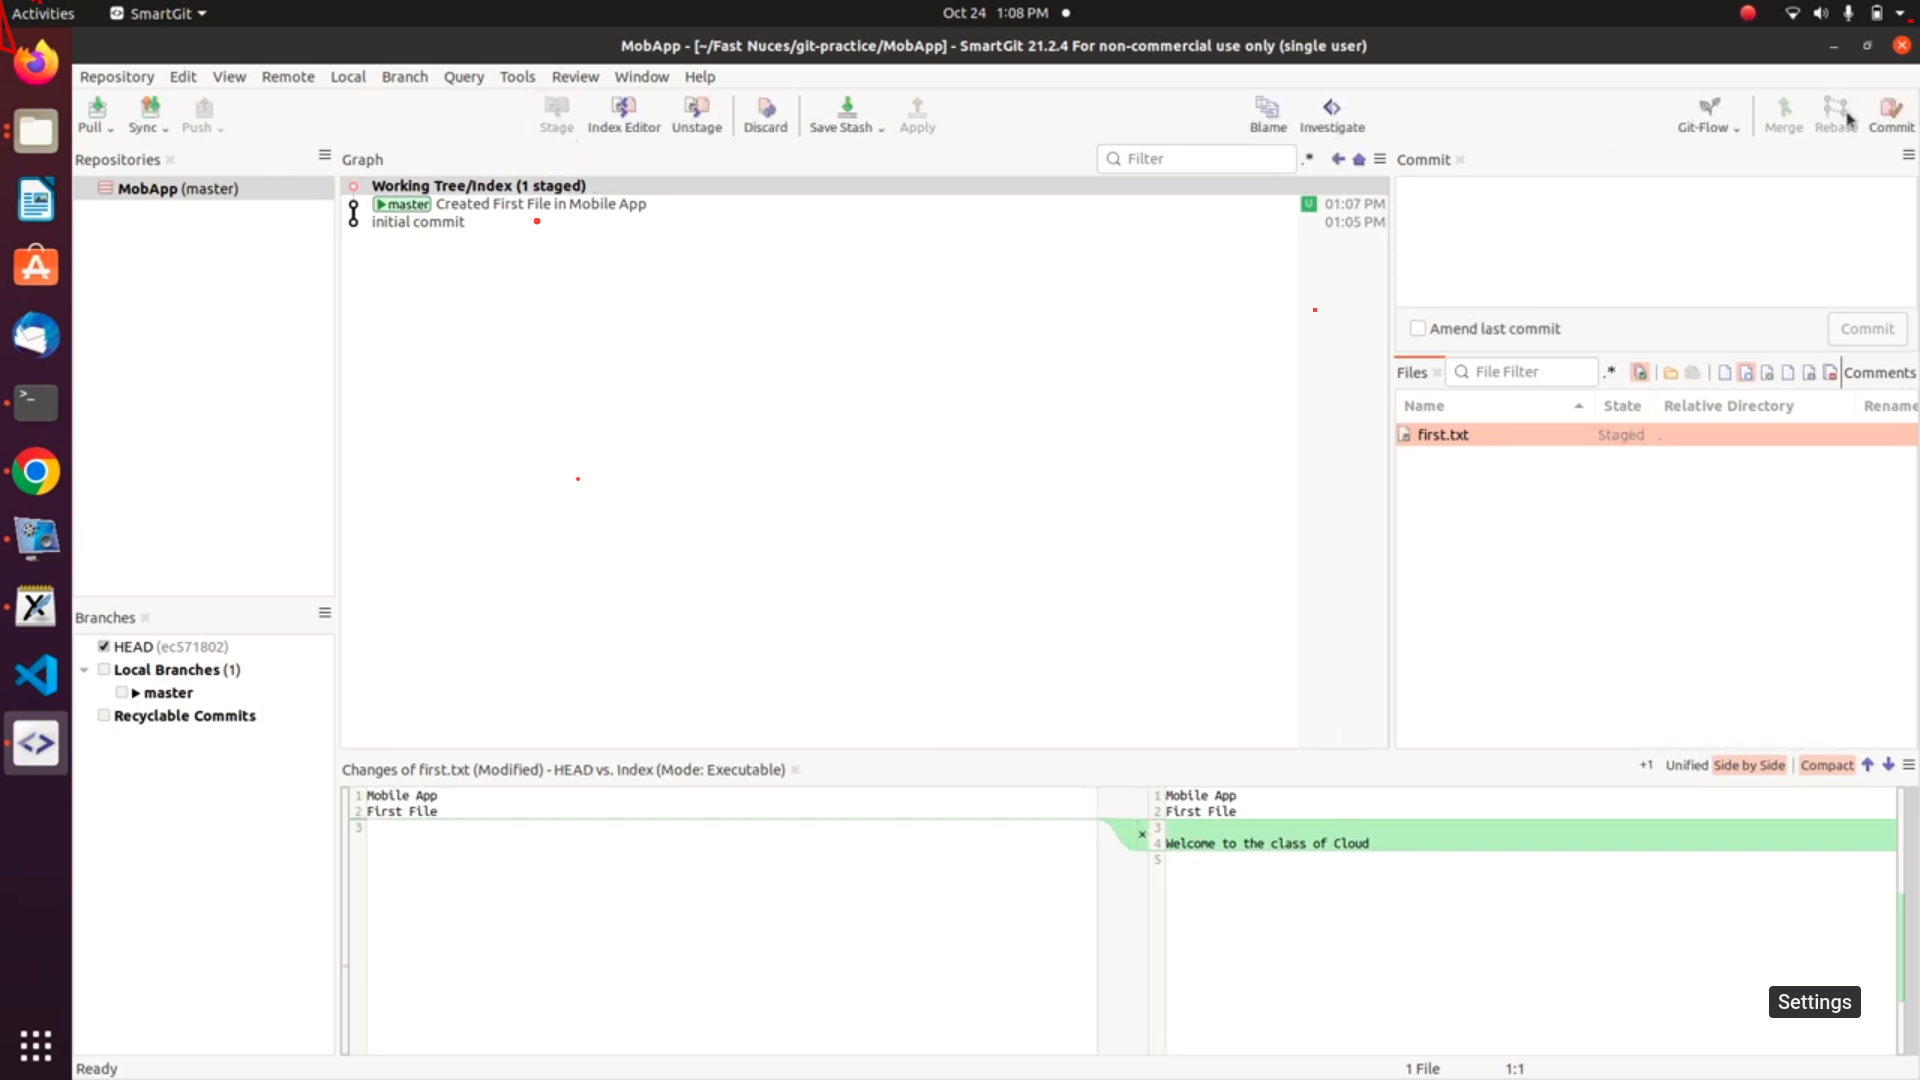 Activities SmartGit Oct 24 1:08 PM
MobApp - [~/Fast Nuces/git-practice/MobApp] - SmartGit 21.2.4 For non-commercial use only (single user)
Repository Edit View Remote Local Branch Query Tools Review Window Help
Pull Sync Push Stage Index Editor Unstage Discard Save Stash Apply Blame Investigate Git-Flow Merge Rebase Commit
Repositories
MobApp (master)
Graph
Filter .*
Working Tree/Index (1 staged)
master Created First File in Mobile App U 01:07 PM
initial commit 01:05 PM
Commit
Amend last commit Commit
Files File Filter .* Comments
Name State Relative Directory Rename
first.txt Staged .
Branches
HEAD (ec571802)
Local Branches (1)
master
Recyclable Commits
Changes of first.txt (Modified) - HEAD vs. Index (Mode: Executable) +1 Unified Side by Side Compact
1 Mobile App
2 First File
3
1 Mobile App
2 First File
3
4 Welcome to the class of Cloud
5
Settings
Ready 1 File 1:1